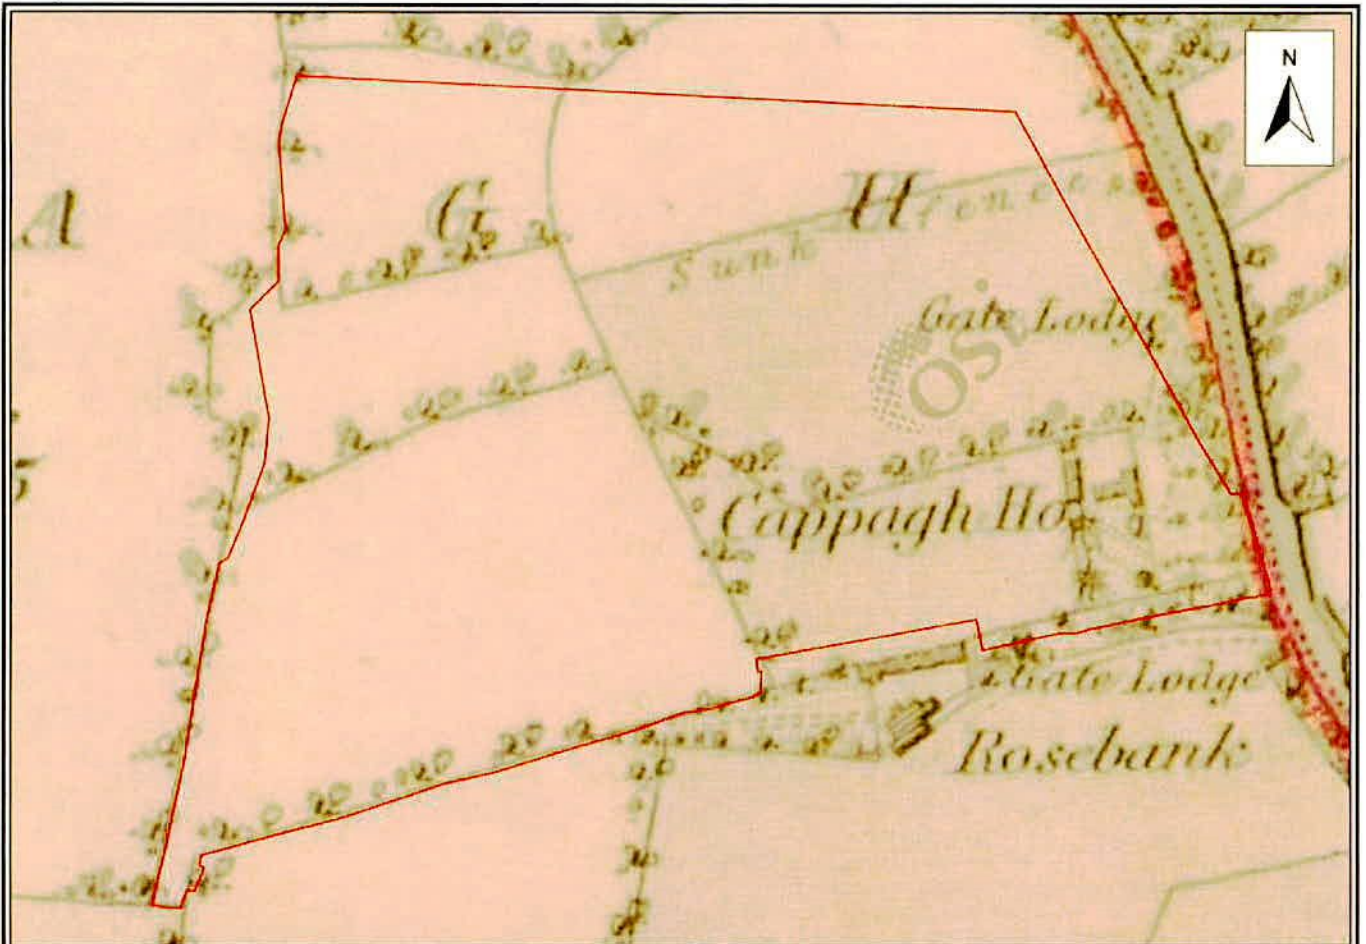 N
A
G
H
Sunk fence
Gate Lodge
OSi
Cappagh Ho
Gate Lodge
Rosebank